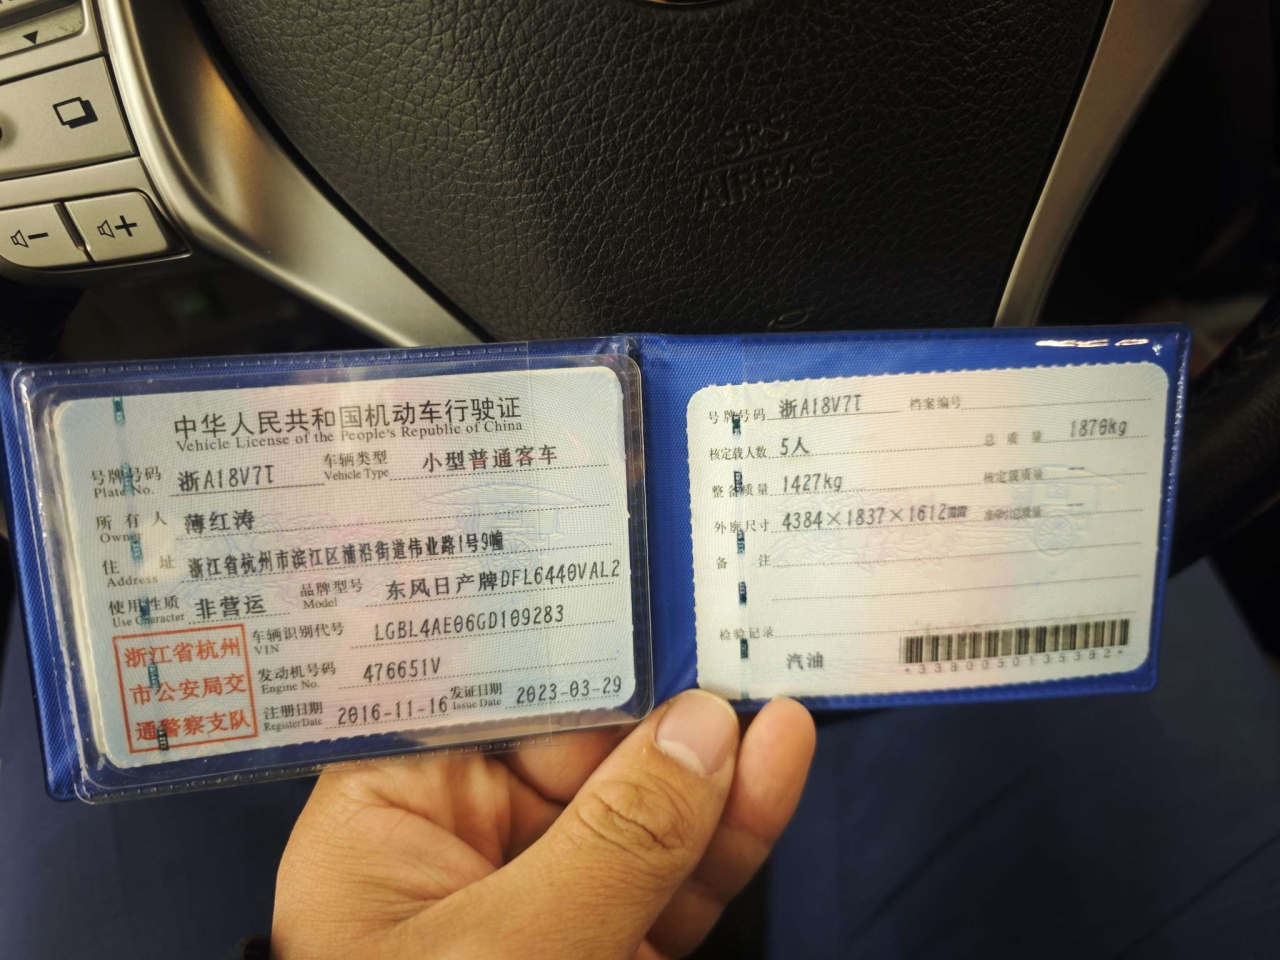 SRS
AIRBAG
中华人民共和国机动车行驶证
Vehicle License of the People's Republic of China
号牌号码 浙A18V7T 车辆类型 小型普通客车
Plate No. Vehicle Type
所有人 薄红涛
Owner
住址 浙江省杭州市滨江区浦沿街道伟业路1号9幢
Address
使用性质 非营运 品牌型号 东风日产牌DFL6440VAL2
Use Character Model
浙江省杭州
市公安局交
通警察支队
车辆识别代号 LGBL4AE06GD109283
VIN
发动机号码 476651V
Engine No.
注册日期 2016-11-16 发证日期 2023-03-29
Register Date Issue Date
号牌号码 浙A18V7T 档案编号
核定载人数 5人 总质量 1870kg
整备质量 1427kg 核定载质量 —
外廓尺寸 4384×1837×1612mm 准牵引总质量 —
备注
检验记录
汽油
*3380050135382*